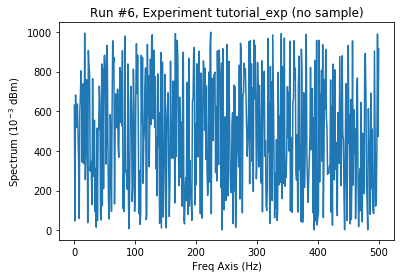 Run #6, Experiment tutorial_exp (no sample)
1000
800
600
400
200
0
Spectrum (10⁻³ dBm)
0 100 200 300 400 500
Freq Axis (Hz)